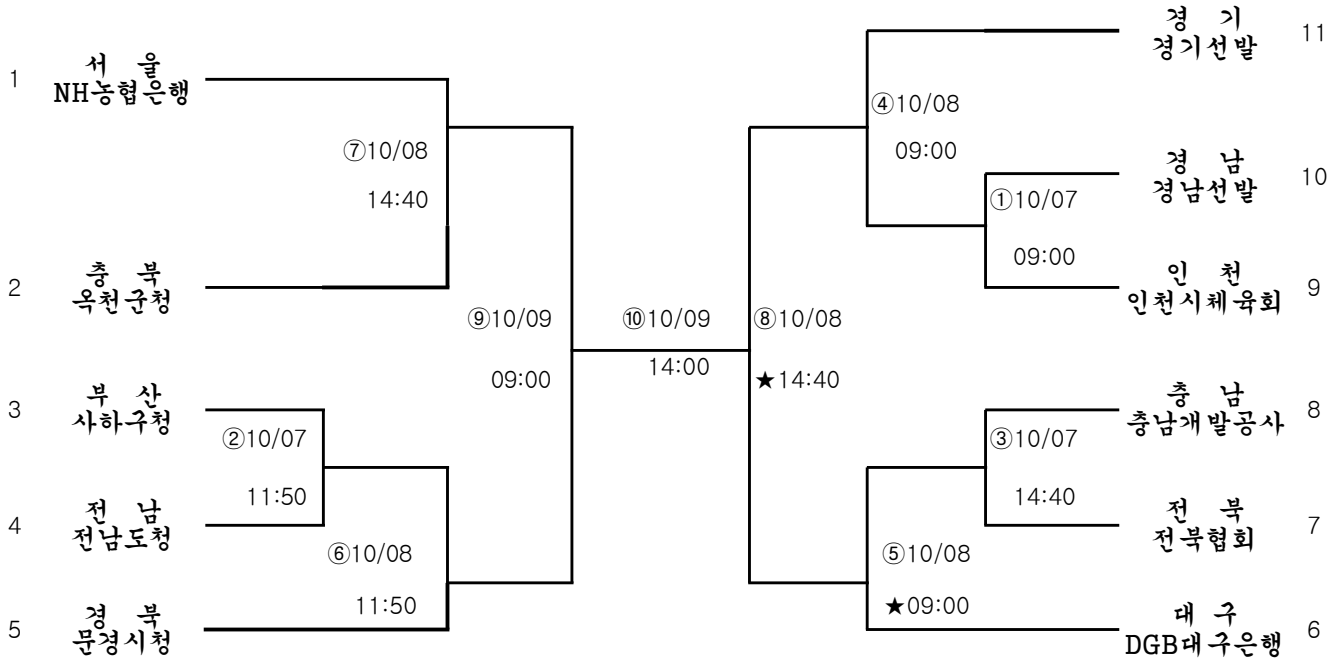 1
서 울
NH농협은행
⑦10/08
14:40
2
충 북
옥천군청
3
부 산
사하구청
②10/07
11:50
4
전 남
전남도청
⑥10/08
11:50
5
경 북
문경시청
⑨10/09
09:00
⑩10/09
14:00
⑧10/08
★14:40
경 기
경기선발
11
④10/08
09:00
경 남
경남선발
10
①10/07
09:00
인 천
인천시체육회
9
충 남
충남개발공사
8
③10/07
14:40
전 북
전북협회
7
⑤10/08
★09:00
대 구
DGB대구은행
6